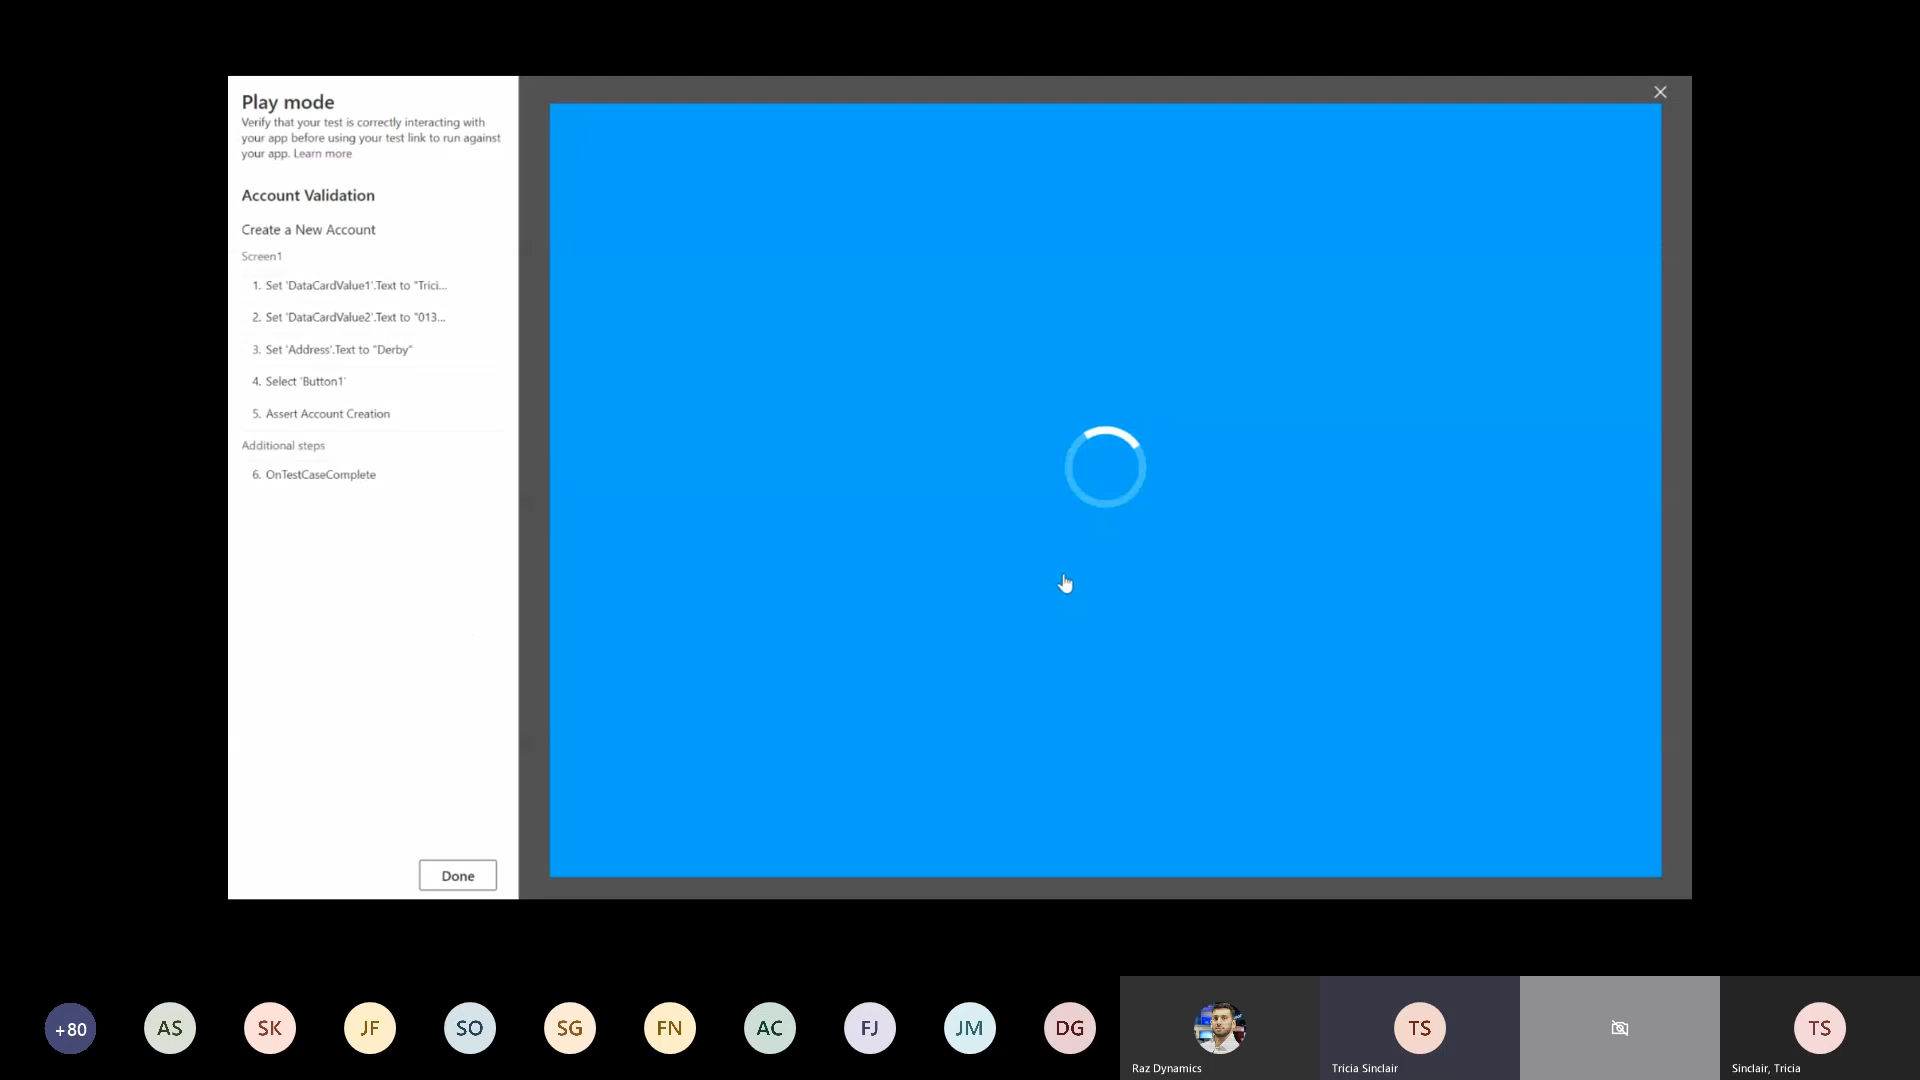 Play mode
Verify that your test is correctly interacting with
your app before using your test link to run against
your app. Learn more
Account Validation
Create a New Account
Screen1
1. Set 'DataCardValue1'.Text to "Trici...
2. Set 'DataCardValue2'.Text to "013...
3. Set 'Address'.Text to "Derby"
4. Select 'Button1'
5. Assert Account Creation
Additional steps
6. OnTestCaseComplete
Done
+80
AS
SK
JF
SO
SG
FN
AC
FJ
JM
DG
Raz Dynamics
TS
Tricia Sinclair
TS
Sinclair, Tricia